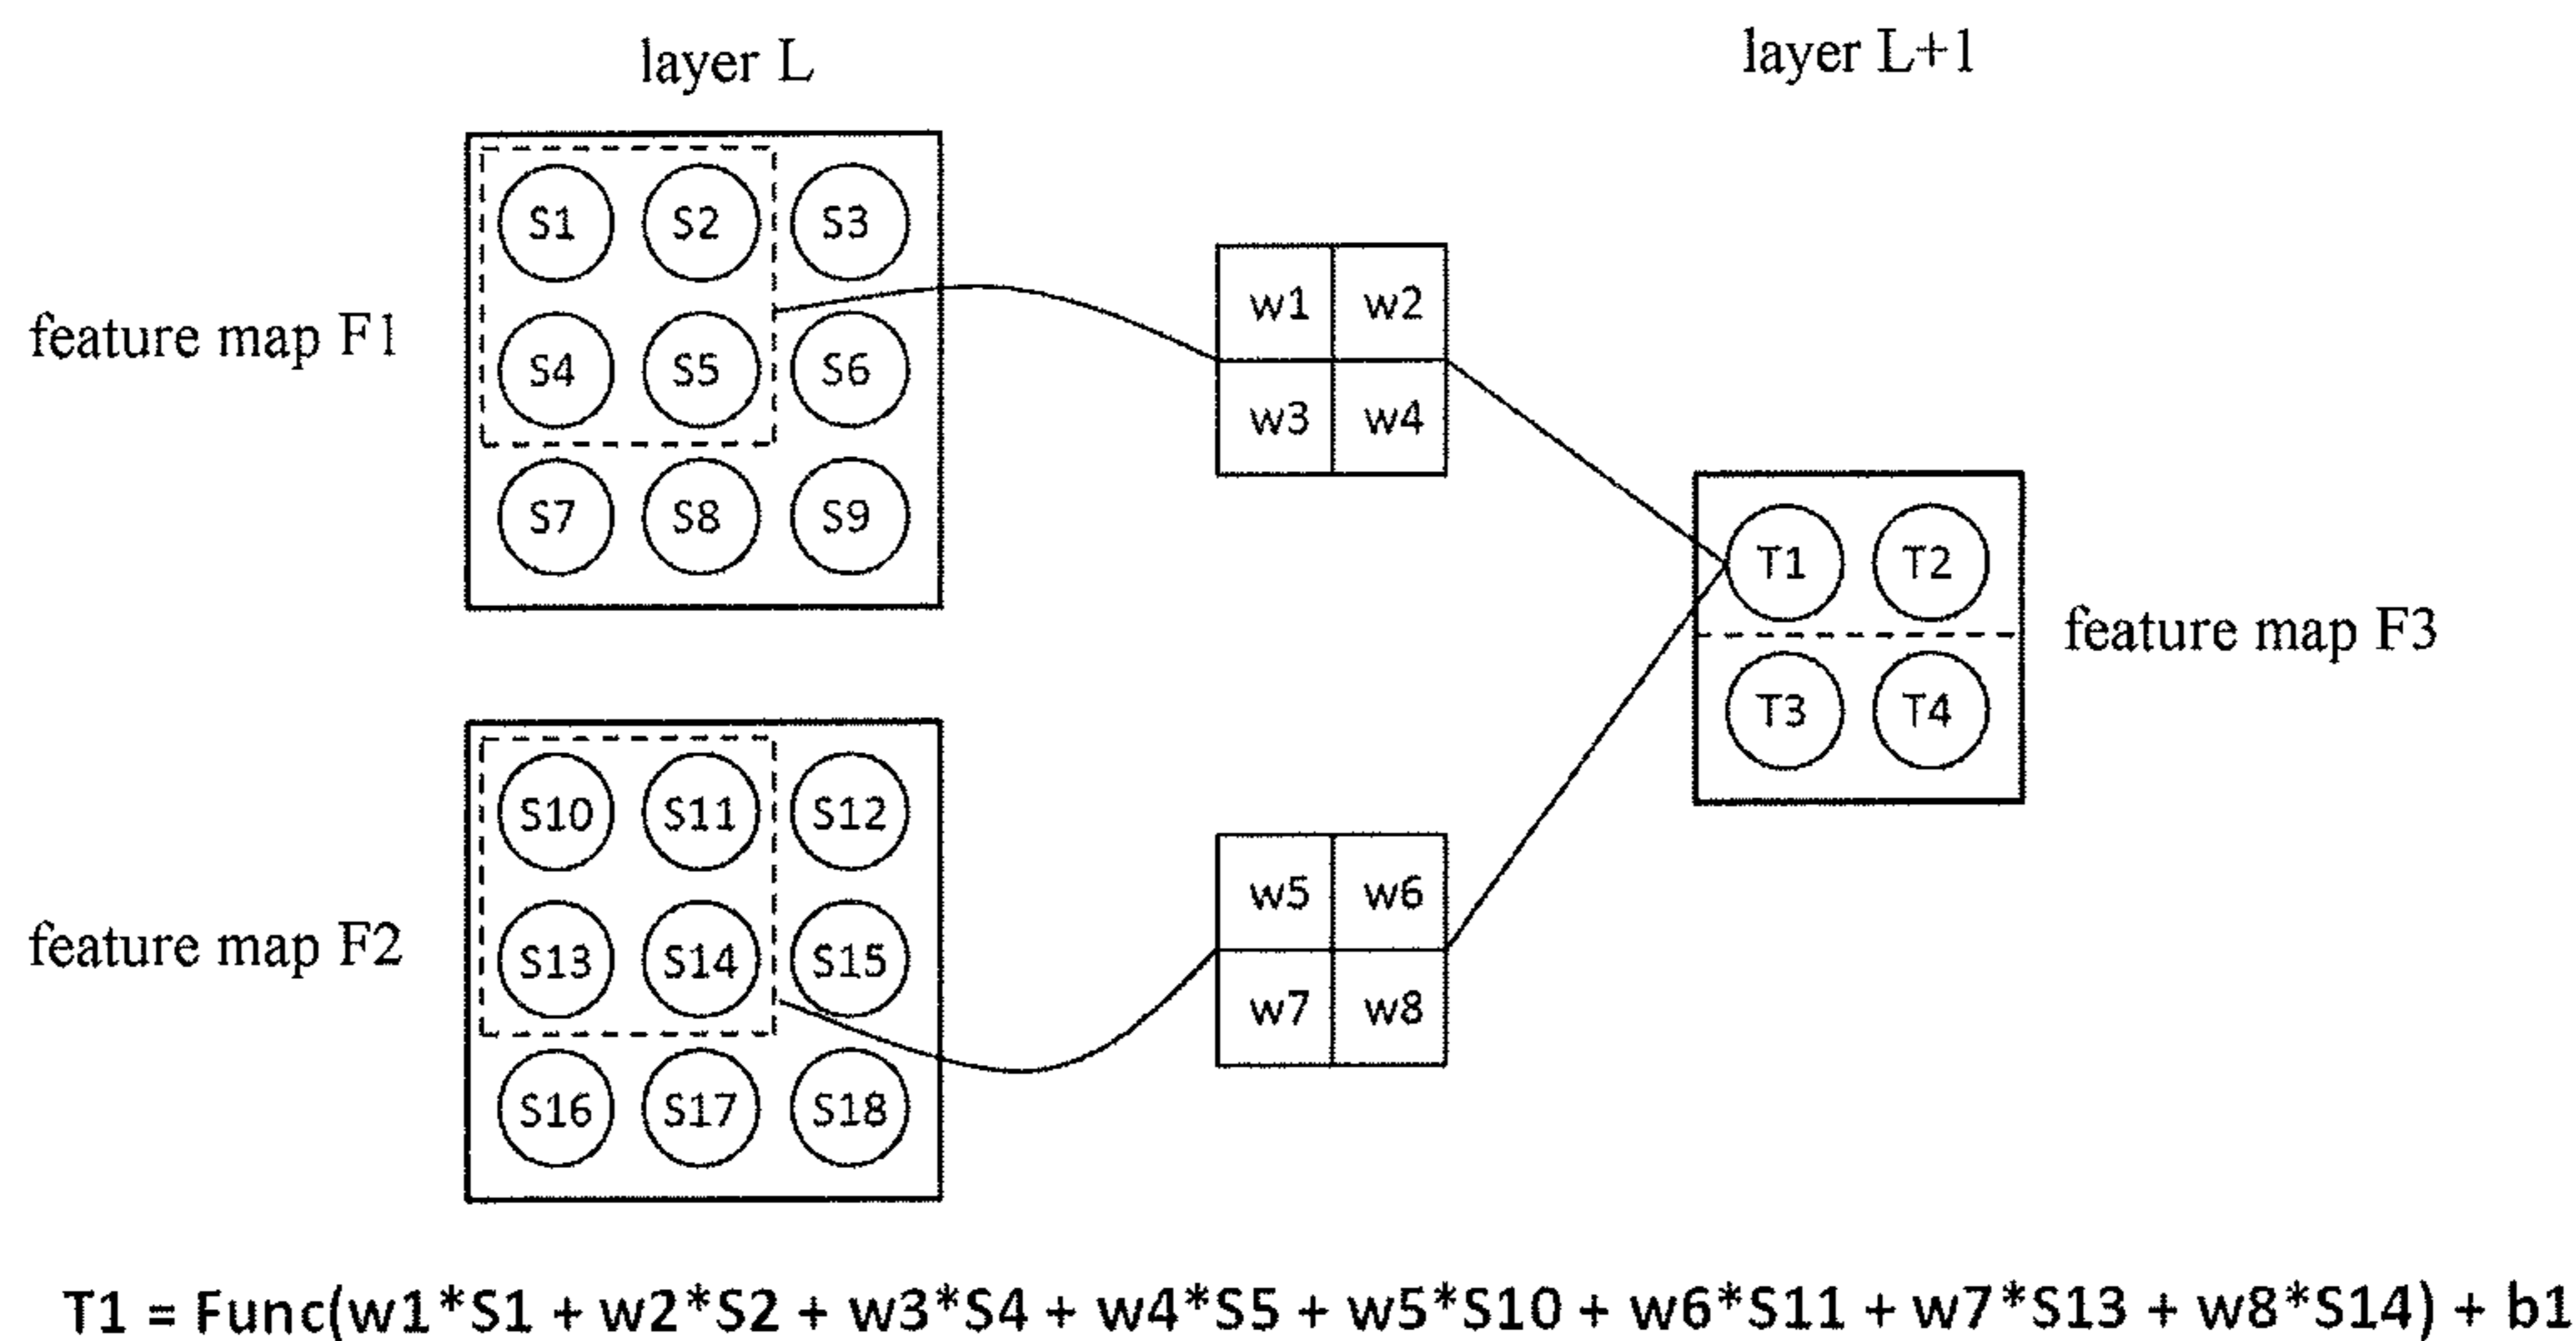 layer L
layer L+1
feature map F1
S1 S2 S3
S4 S5 S6
S7 S8 S9
w1 w2
w3 w4
T1 T2
T3 T4
feature map F3
feature map F2
S10 S11 S12
S13 S14 S15
S16 S17 S18
w5 w6
w7 w8
T1 = Func(w1*S1 + w2*S2 + w3*S4 + w4*S5 + w5*S10 + w6*S11 + w7*S13 + w8*S14) + b1